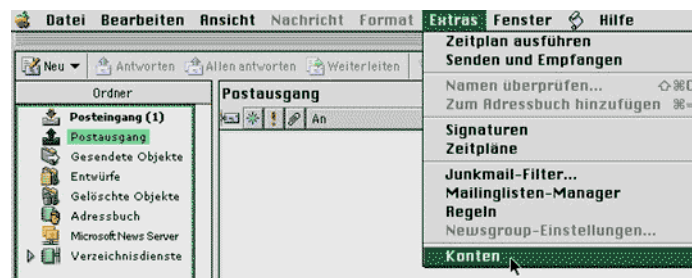 Datei Bearbeiten Ansicht Nachricht Format Extras Fenster Hilfe
Neu Antworten Allen antworten Weiterleiten
Ordner
Posteingang (1)
Postausgang
Gesendete Objekte
Entwürfe
Gelöschte Objekte
Adressbuch
Microsoft News Server
Verzeichnisdienste
Postausgang
An
Zeitplan ausführen
Senden und Empfangen
Namen überprüfen...
Zum Adressbuch hinzufügen
Signaturen
Zeitpläne
Junkmail-Filter...
Mailinglisten-Manager
Regeln
Newsgroup-Einstellungen...
Konten